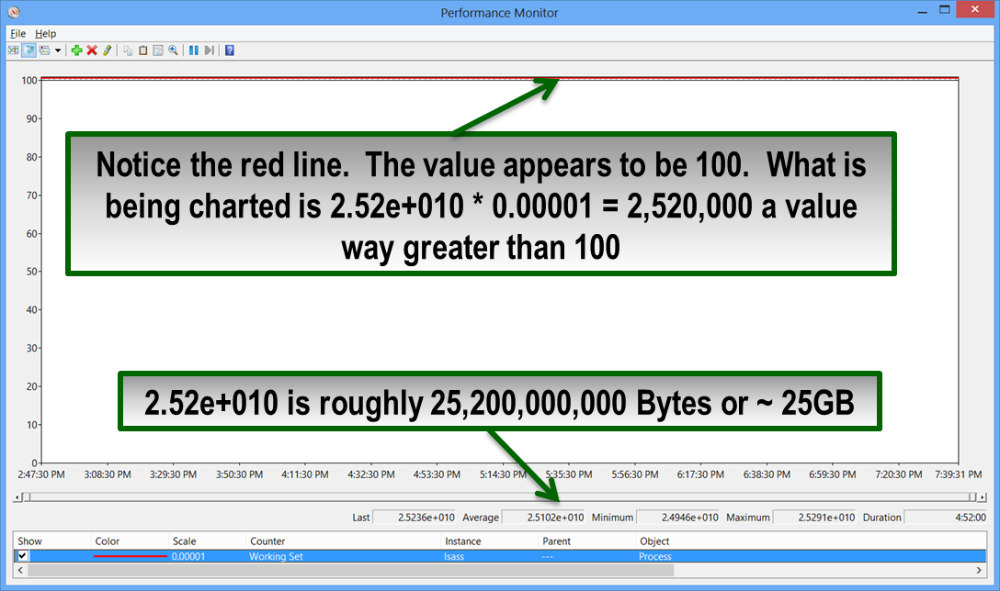 Performance Monitor
File Help
100
90
80
70
60
50
40
30
20
10
0
Notice the red line. The value appears to be 100. What is
being charted is 2.52e+010 * 0.00001 = 2,520,000 a value
way greater than 100
2.52e+010 is roughly 25,200,000,000 Bytes or ~ 25GB
2:47:30 PM 3:08:30 PM 3:29:30 PM 3:50:30 PM 4:11:30 PM 4:32:30 PM 4:53:30 PM 5:14:30 PM 5:35:30 PM 5:56:30 PM 6:17:30 PM 6:38:30 PM 6:59:30 PM 7:20:30 PM 7:39:31 PM
Last 2.5236e+010 Average 2.5102e+010 Minimum 2.4946e+010 Maximum 2.5291e+010 Duration 4:52:00
Show Color Scale Counter Instance Parent Object
0.00001 Working Set lsass --- Process